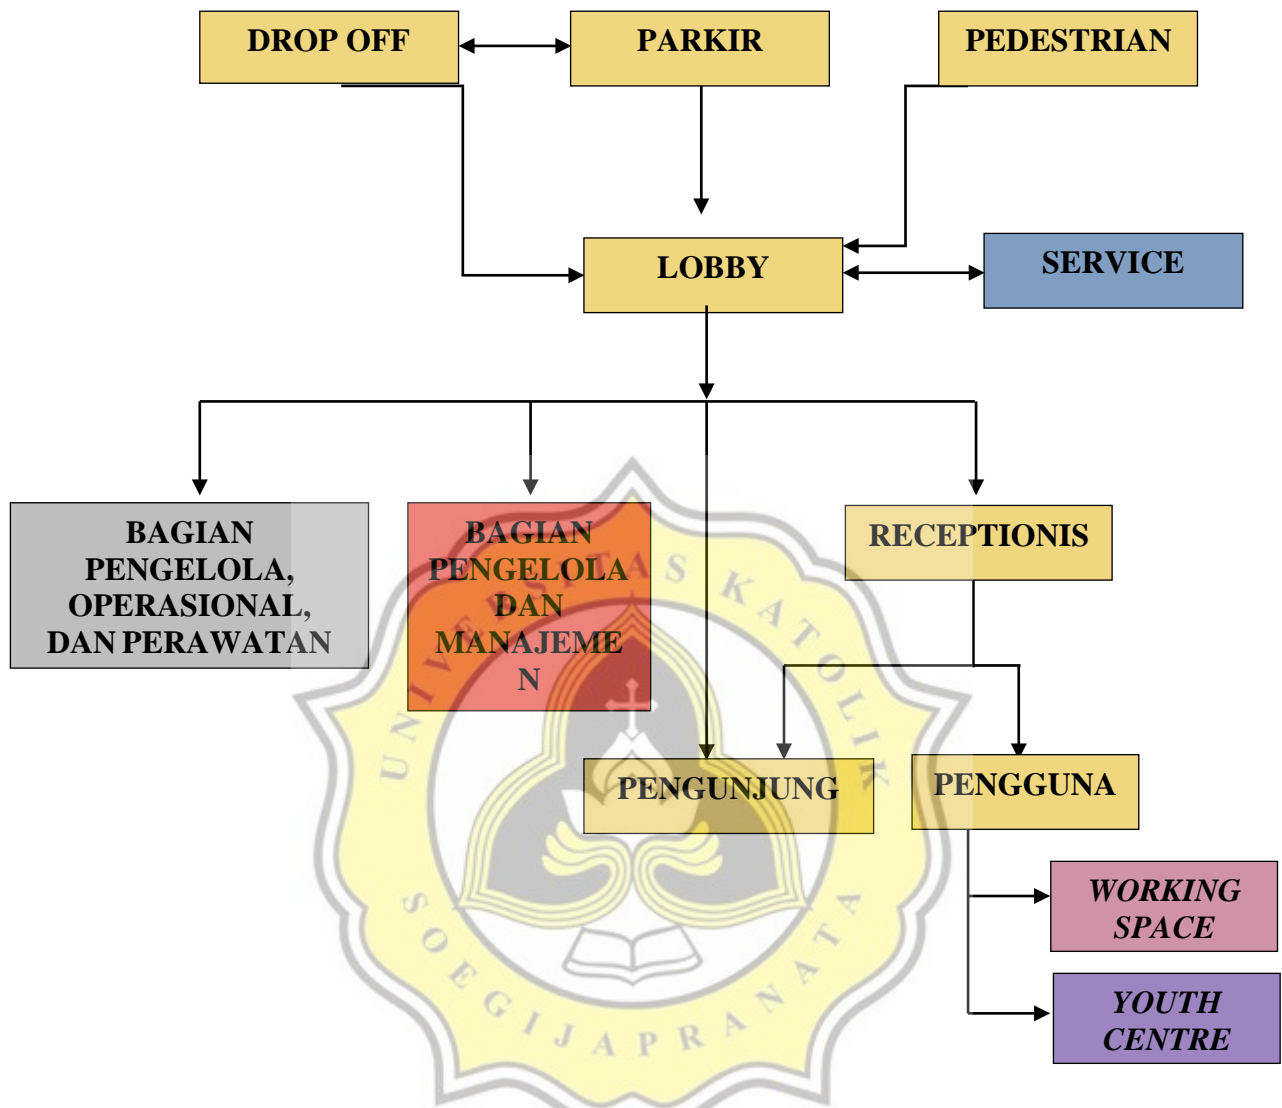 DROP OFF
PARKIR
PEDESTRIAN
LOBBY
SERVICE
BAGIAN
PENGELOLA,
OPERASIONAL,
DAN PERAWATAN
BAGIAN
PENGELOLA
DAN
MANAJEME
N
RECEPTIONIS
PENGUNJUNG
PENGGUNA
WORKING
SPACE
YOUTH
CENTRE
UNIVERSITAS KATOLIK
SOEGIJAPRANATA